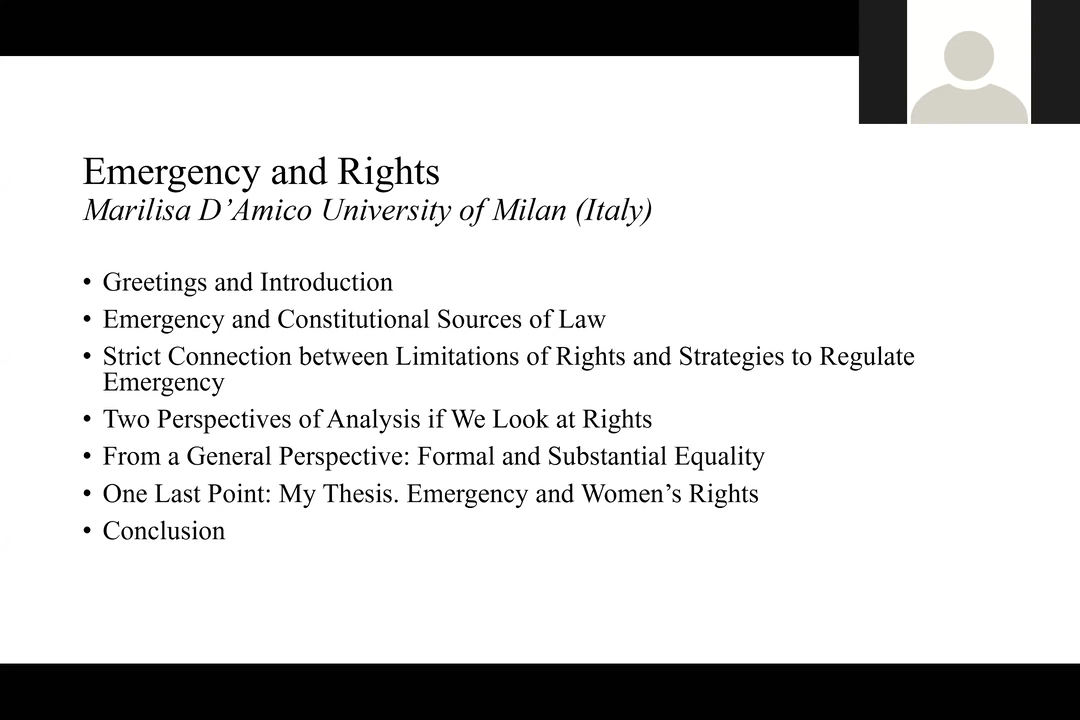 Emergency and Rights
Marilisa D’Amico University of Milan (Italy)
• Greetings and Introduction
• Emergency and Constitutional Sources of Law
• Strict Connection between Limitations of Rights and Strategies to Regulate
Emergency
• Two Perspectives of Analysis if We Look at Rights
• From a General Perspective: Formal and Substantial Equality
• One Last Point: My Thesis. Emergency and Women’s Rights
• Conclusion